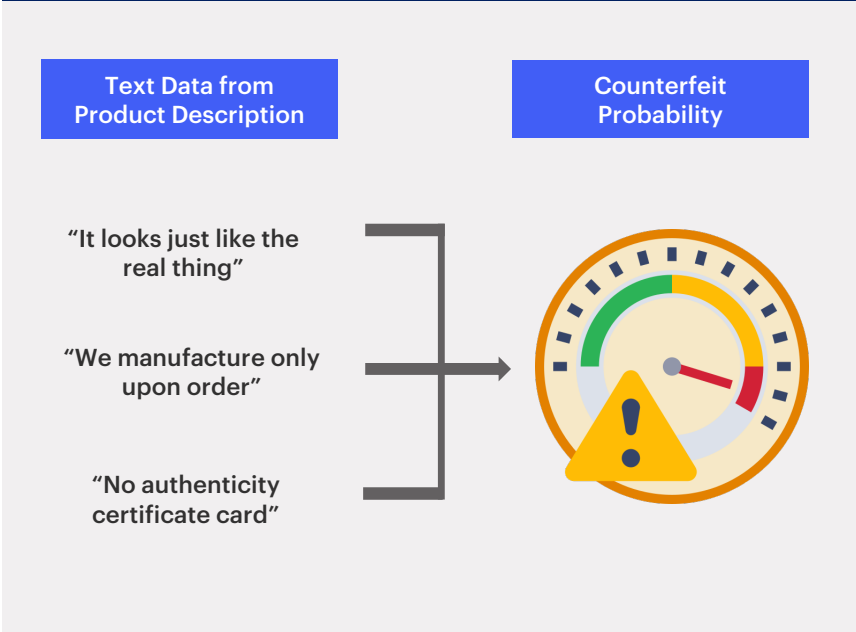 Text Data from
Product Description
Counterfeit
Probability
“It looks just like the
real thing”
“We manufacture only
upon order”
“No authenticity
certificate card”